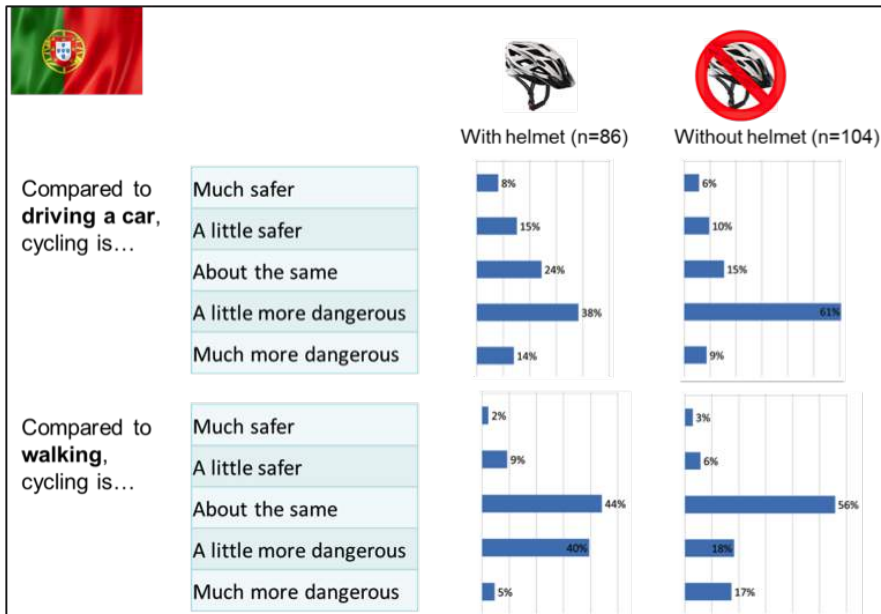 With helmet (n=86)
Without helmet (n=104)
Compared to
driving a car,
cycling is...
Much safer
8%
6%
A little safer
15%
10%
About the same
24%
15%
A little more dangerous
38%
61%
Much more dangerous
14%
9%
Compared to
walking,
cycling is...
Much safer
2%
3%
A little safer
9%
6%
About the same
44%
56%
A little more dangerous
40%
18%
Much more dangerous
5%
17%